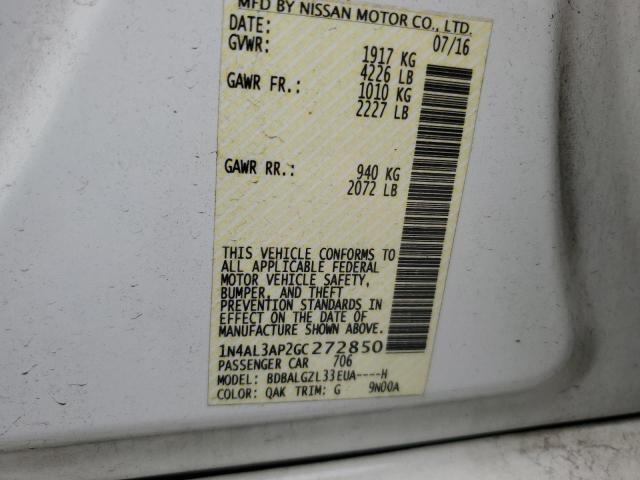 MFD BY NISSAN MOTOR CO., LTD.
DATE: 07/16
GVWR: 1917 KG
4226 LB
GAWR FR.: 1010 KG
2227 LB
GAWR RR.: 940 KG
2072 LB
THIS VEHICLE CONFORMS TO
ALL APPLICABLE FEDERAL
MOTOR VEHICLE SAFETY,
BUMPER, AND THEFT
PREVENTION STANDARDS IN
EFFECT ON THE DATE OF
MANUFACTURE SHOWN ABOVE.
1N4AL3AP2GC272850
PASSENGER CAR 706
MODEL: BDBALGZL33EUA----H
COLOR: QAK TRIM: G 9N00A